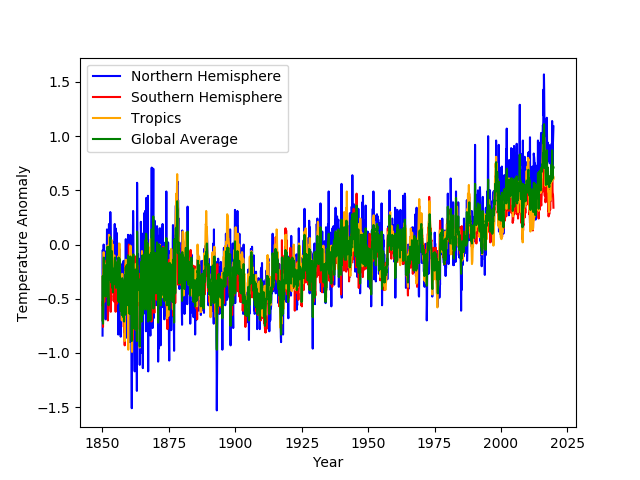 Northern Hemisphere
Southern Hemisphere
Tropics
Global Average
Temperature Anomaly
1.5
1.0
0.5
0.0
−0.5
−1.0
−1.5
1850 1875 1900 1925 1950 1975 2000 2025
Year